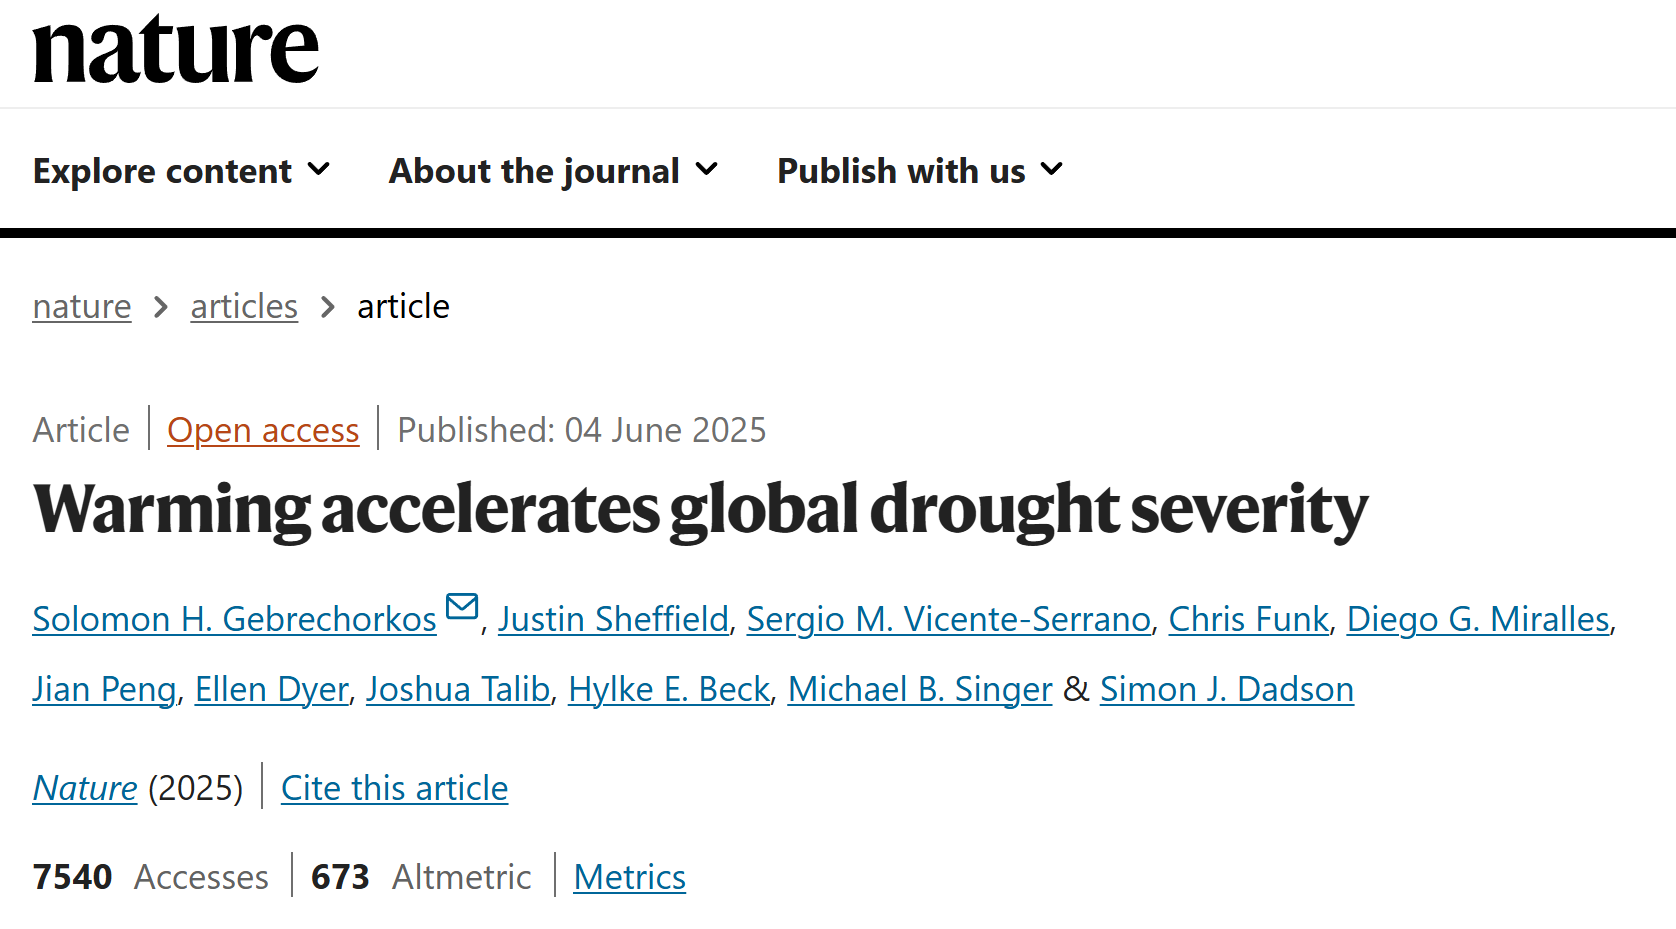 nature
Explore content About the journal Publish with us
nature > articles > article
Article | Open access | Published: 04 June 2025
Warming accelerates global drought severity
Solomon H. Gebrechorkos, Justin Sheffield, Sergio M. Vicente-Serrano, Chris Funk, Diego G. Miralles,
Jian Peng, Ellen Dyer, Joshua Talib, Hylke E. Beck, Michael B. Singer & Simon J. Dadson
Nature (2025) | Cite this article
7540 Accesses | 673 Altmetric | Metrics